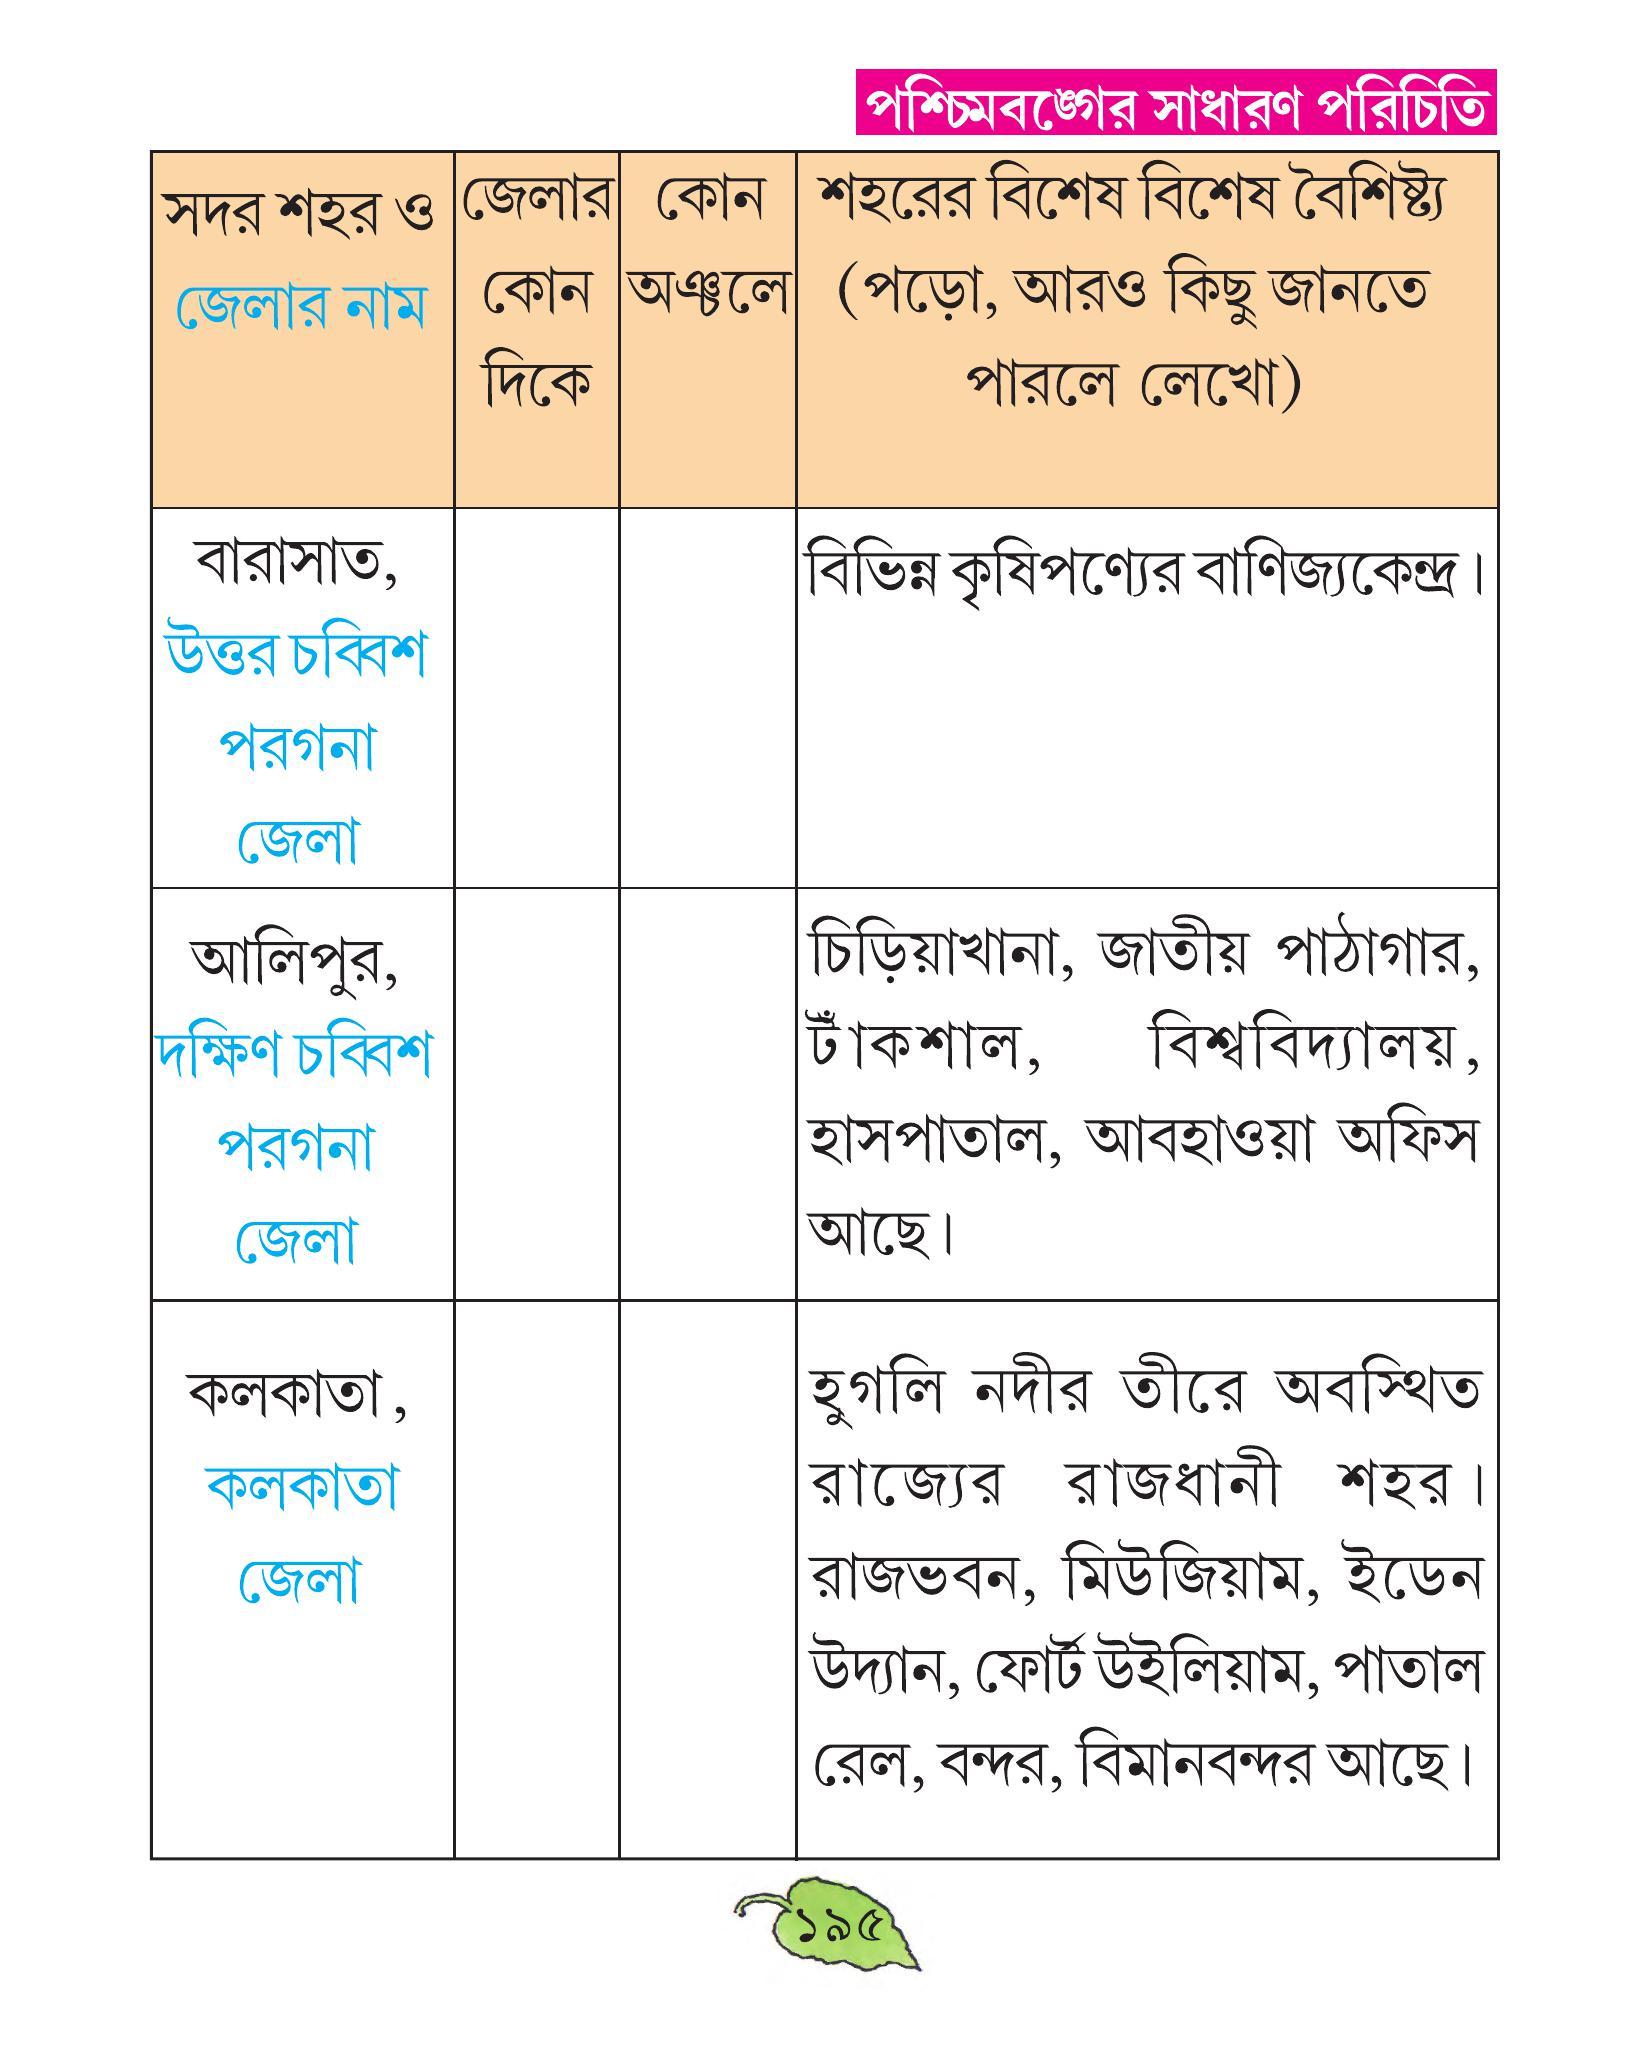 পশ্চিমবঙ্গের সাধারণ পরিচিতি
সদর শহর ও
জেলার নাম
জেলার
কোন
দিকে
কোন
অঞ্চলে
শহরের বিশেষ বিশেষ বৈশিষ্ট্য
(পড়ো, আরও কিছু জানতে
পারলে লেখো)
বারাসাত,
উত্তর চব্বিশ
পরগনা
জেলা
বিভিন্ন কৃষিপণ্যের বাণিজ্যকেন্দ্র।
আলিপুর,
দক্ষিণ চব্বিশ
পরগনা
জেলা
চিড়িয়াখানা, জাতীয় পাঠাগার,
টাঁকশাল, বিশ্ববিদ্যালয়,
হাসপাতাল, আবহাওয়া অফিস
আছে।
কলকাতা,
কলকাতা
জেলা
হুগলি নদীর তীরে অবস্থিত
রাজ্যের রাজধানী শহর।
রাজভবন, মিউজিয়াম, ইডেন
উদ্যান, ফোর্ট উইলিয়াম, পাতাল
রেল, বন্দর, বিমানবন্দর আছে।
১৯৫